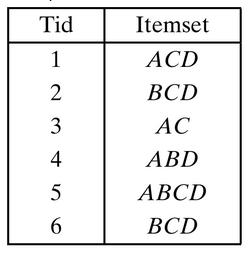 Tid Itemset
1 ACD
2 BCD
3 AC
4 ABD
5 ABCD
6 BCD